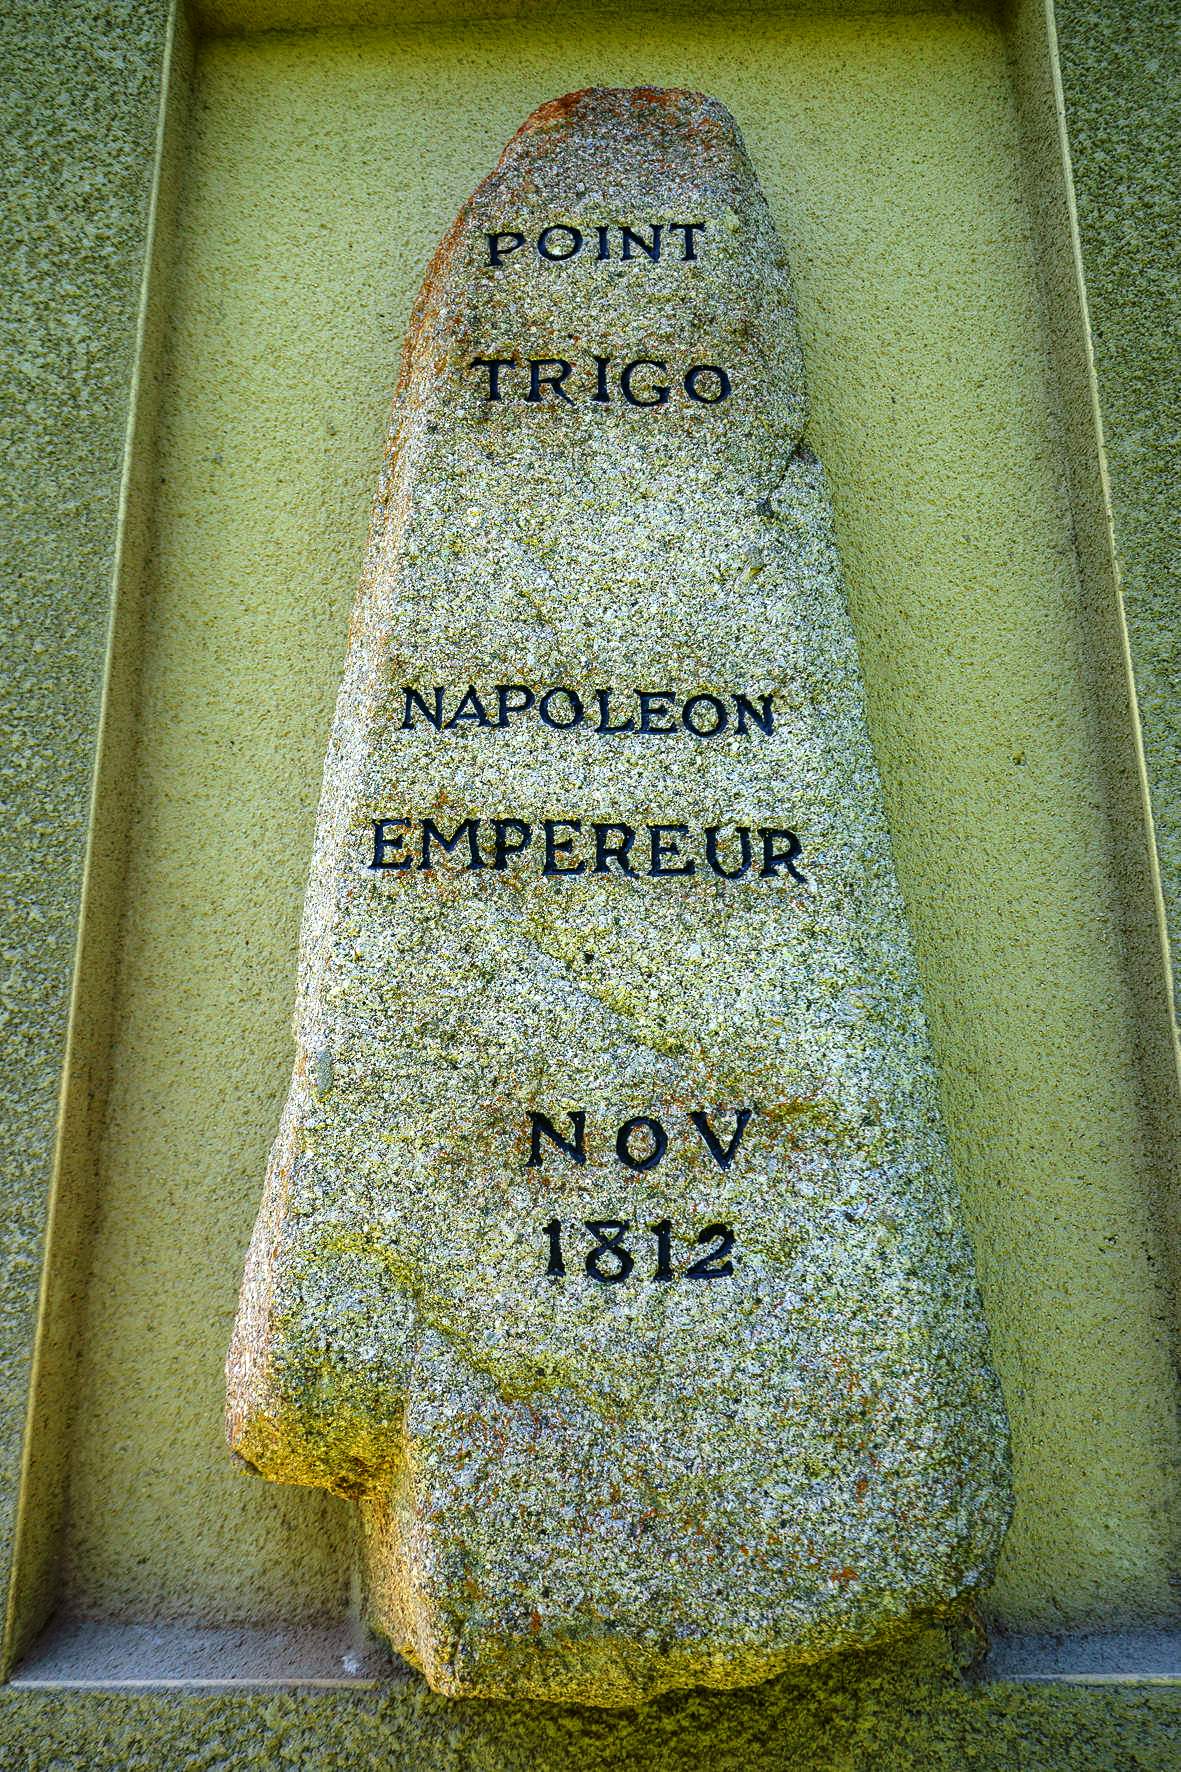 POINT
TRIGO
NAPOLEON
EMPEREUR
NOV
1812